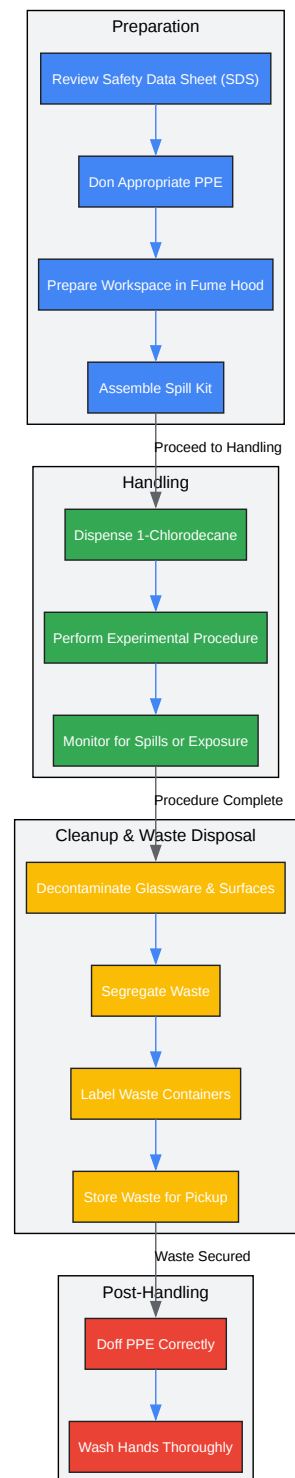 Preparation
Review Safety Data Sheet (SDS)
Don Appropriate PPE
Prepare Workspace in Fume Hood
Assemble Spill Kit
Proceed to Handling
Handling
Dispense 1-Chlorodecane
Perform Experimental Procedure
Monitor for Spills or Exposure
Procedure Complete
Cleanup & Waste Disposal
Decontaminate Glassware & Surfaces
Segregate Waste
Label Waste Containers
Store Waste for Pickup
Waste Secured
Post-Handling
Doff PPE Correctly
Wash Hands Thoroughly